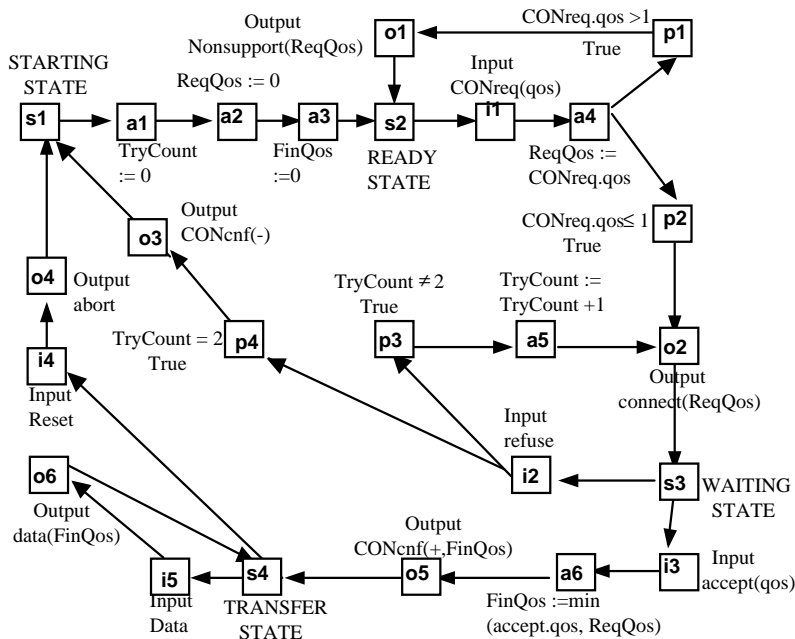 Output
Nonsupport(ReqQos)
o1
CONreq.qos >1
True
p1
STARTING
STATE
ReqQos := 0
Input
CONreq(qos)
s1
a1
a2
a3
s2
i1
a4
TryCount
:= 0
FinQos
:=0
READY
STATE
ReqQos :=
CONreq.qos
Output
CONcnf(-)
o3
CONreq.qos≤ 1
True
p2
o4
Output
abort
TryCount ≠ 2
True
TryCount :=
TryCount +1
TryCount = 2
True
p4
p3
a5
o2
i4
Input
Reset
Output
connect(ReqQos)
Input
refuse
i2
s3
WAITING
STATE
o6
Output
data(FinQos)
Output
CONcnf(+,FinQos)
i5
s4
o5
a6
i3
Input
accept(qos)
Input
Data
TRANSFER
STATE
FinQos :=min
(accept.qos, ReqQos)